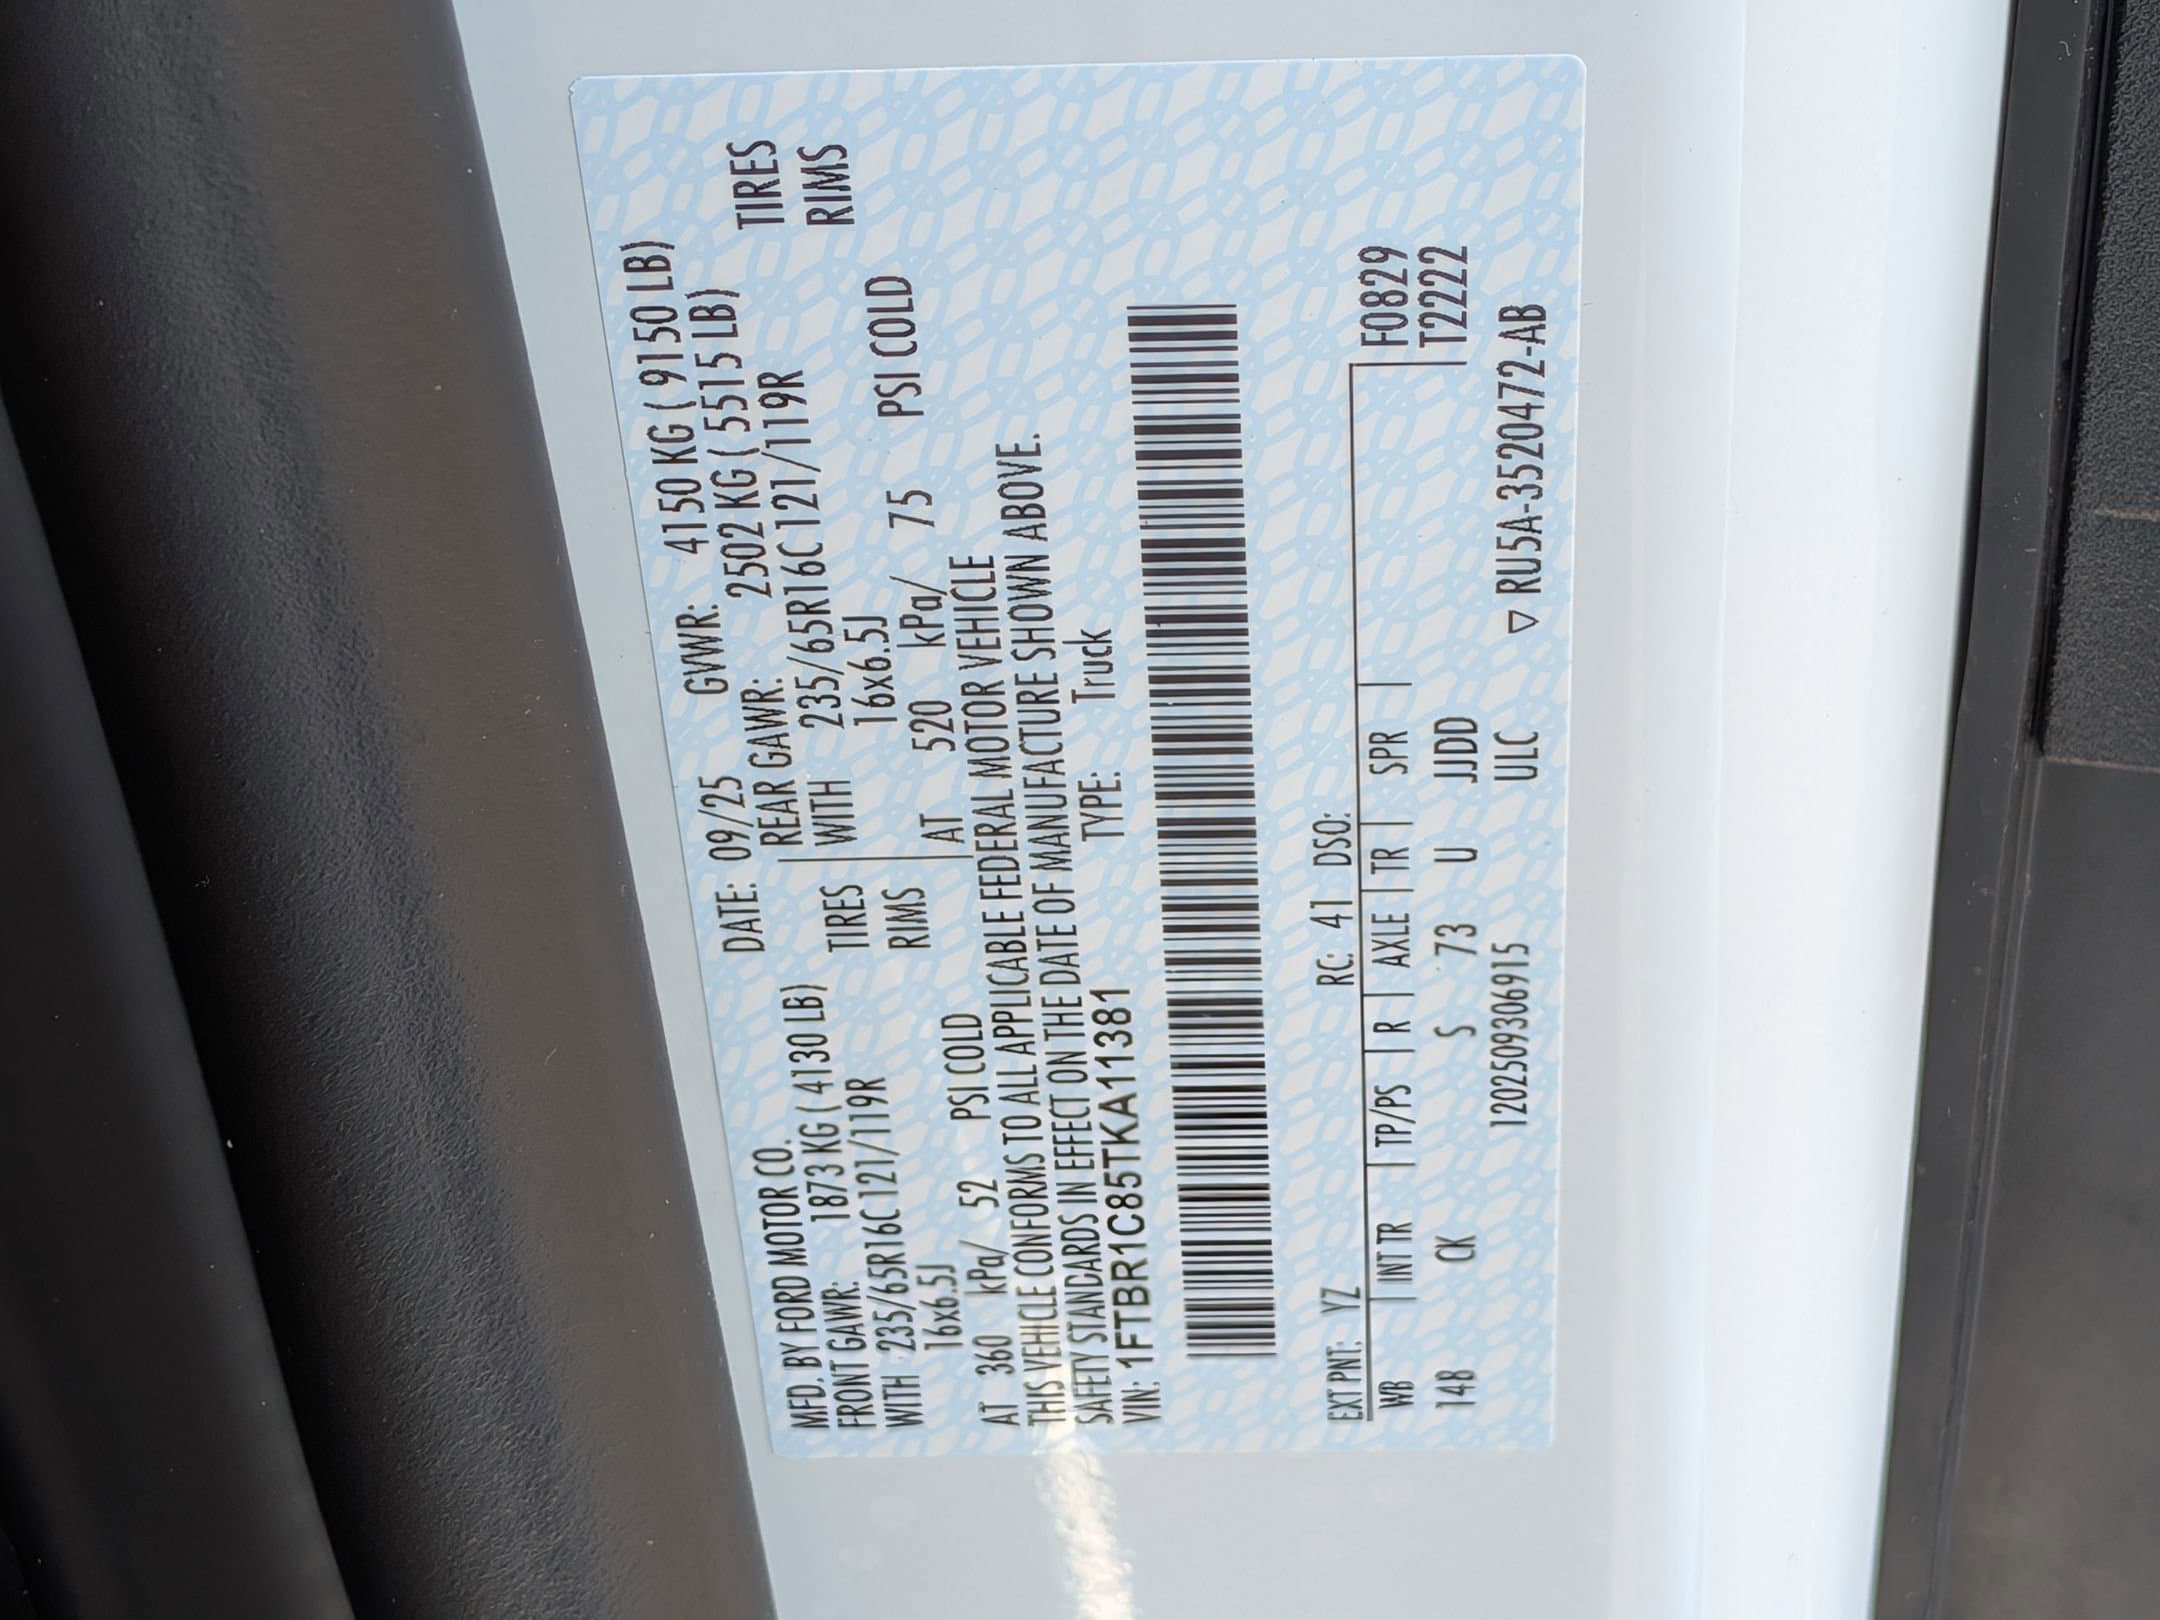 MFD. BY FORD MOTOR CO. DATE: 09/25 GVWR: 4150 KG ( 9150 LB)
FRONT GAWR: 1873 KG ( 4130 LB) REAR GAWR: 2502 KG ( 5515 LB)
WITH 235/65R16C121/119R TIRES WITH 235/65R16C121/119R TIRES
16x6.5J RIMS 16x6.5J RIMS
AT 360 kPa/ 52 PSI COLD AT 520 kPa/ 75 PSI COLD
THIS VEHICLE CONFORMS TO ALL APPLICABLE FEDERAL MOTOR VEHICLE
SAFETY STANDARDS IN EFFECT ON THE DATE OF MANUFACTURE SHOWN ABOVE.
VIN: 1FTBR1C85TKA11381 TYPE: Truck
EXT PNT: YZ RC: 41 DSO:
WB INT TR TP/PS R AXLE TR SPR F0829
148 CK S 73 U JJDD T2222
1202509306915 ULC ▽ RU5A-3520472-AB